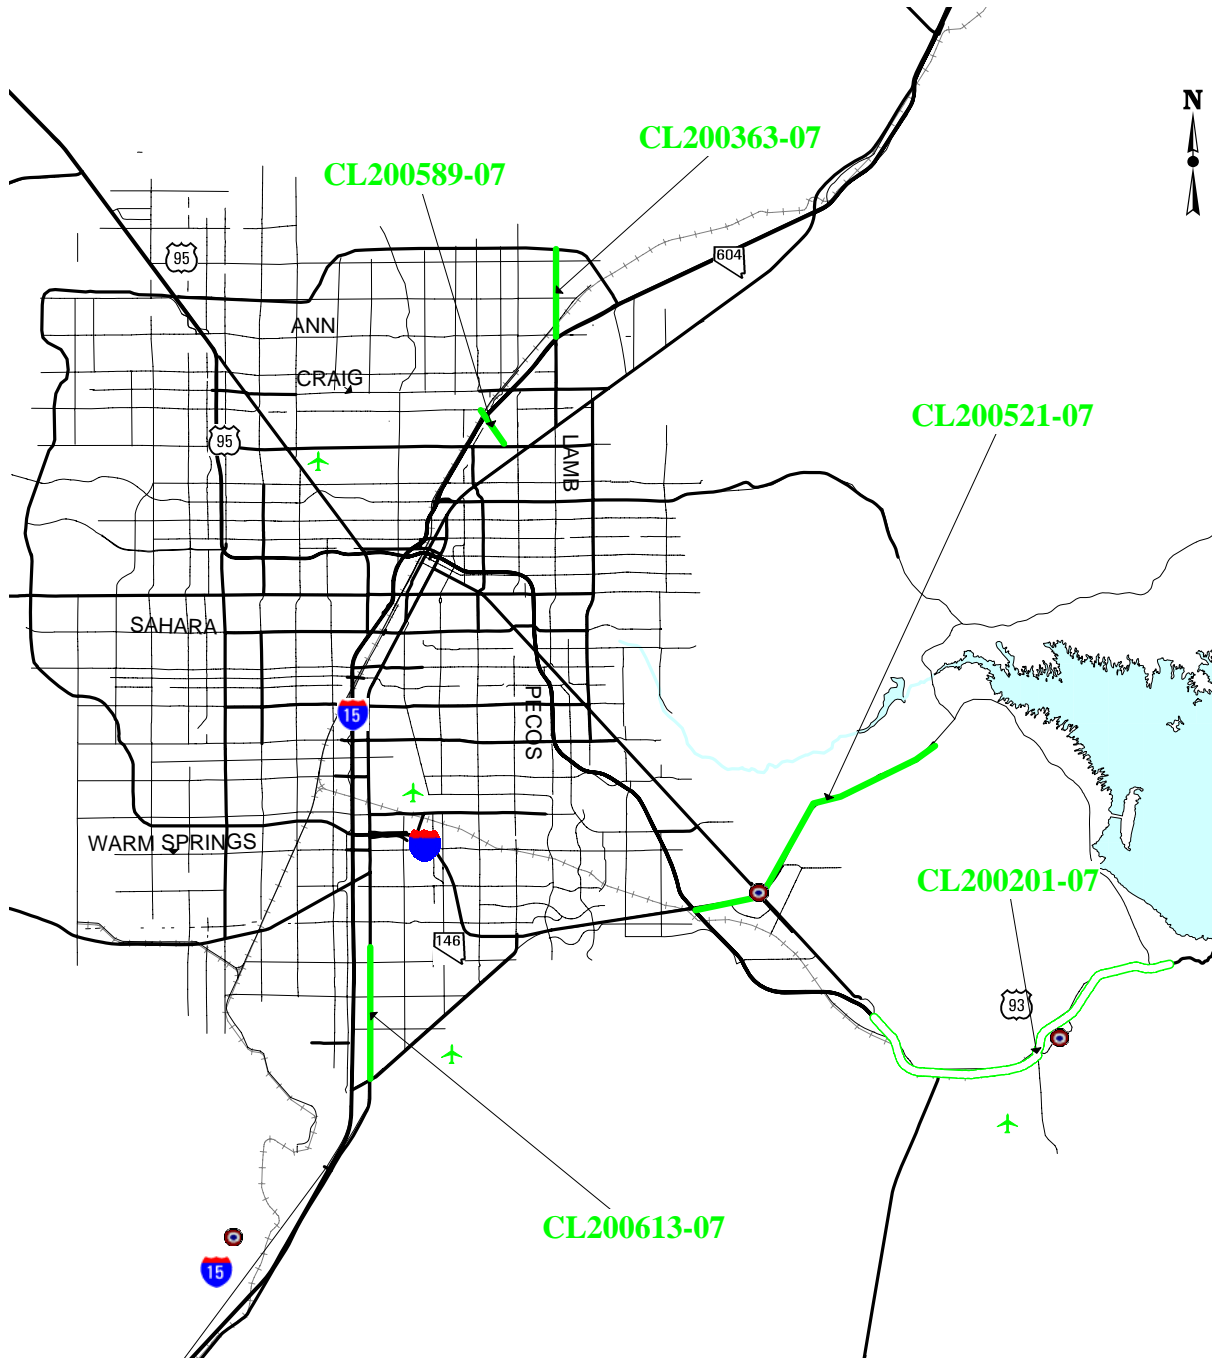 N
CL200363-07
CL200589-07
95
604
ANN
CRAIG
CL200521-07
95
LAMB
SAHARA
PECOS
15
WARM SPRINGS
CL200201-07
146
93
CL200613-07
15